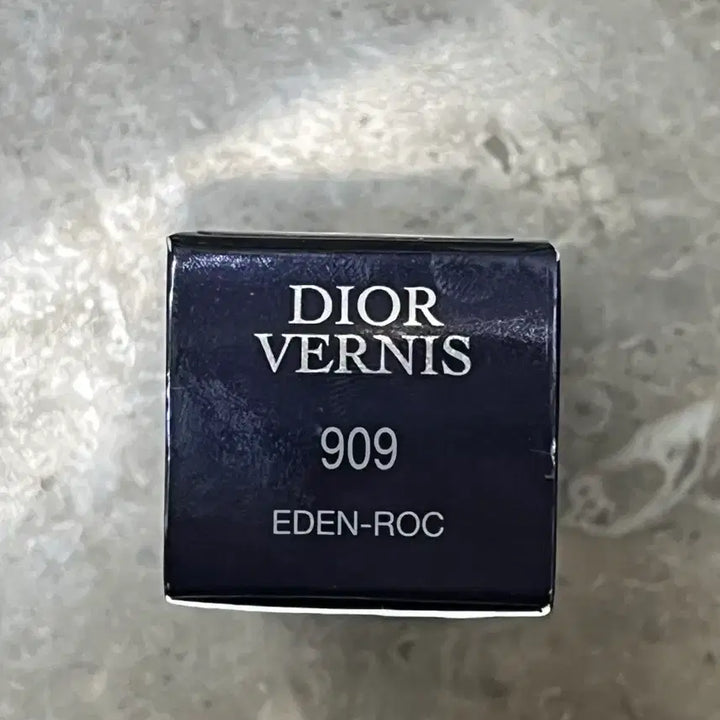 DIOR
VERNIS
909
EDEN-ROC